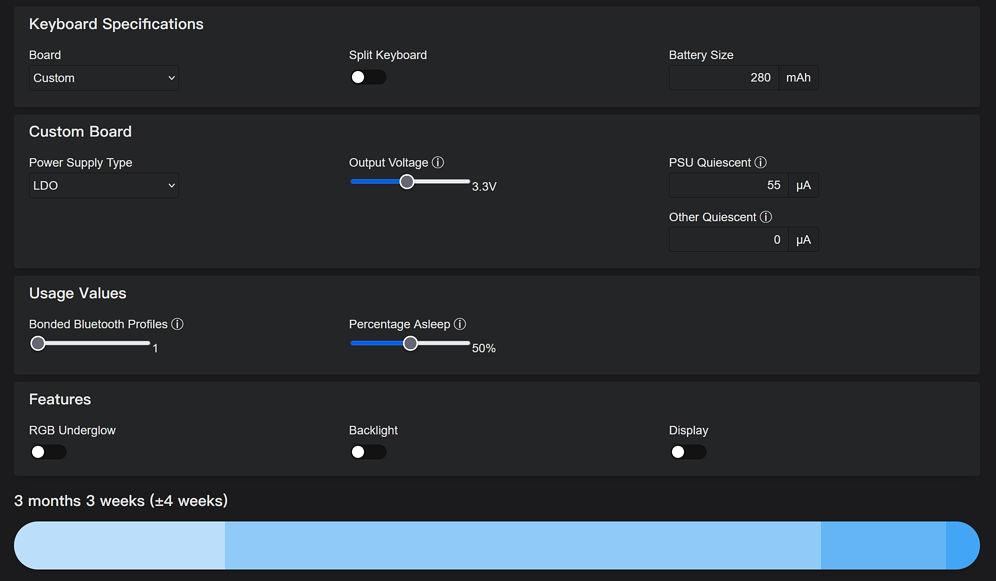 Keyboard Specifications
Board
Split Keyboard
Battery Size
Custom
280 mAh
Custom Board
Power Supply Type
Output Voltage ⓘ
PSU Quiescent ⓘ
LDO
3.3V
55 µA
Other Quiescent ⓘ
0 µA
Usage Values
Bonded Bluetooth Profiles ⓘ
Percentage Asleep ⓘ
1
50%
Features
RGB Underglow
Backlight
Display
3 months 3 weeks (±4 weeks)